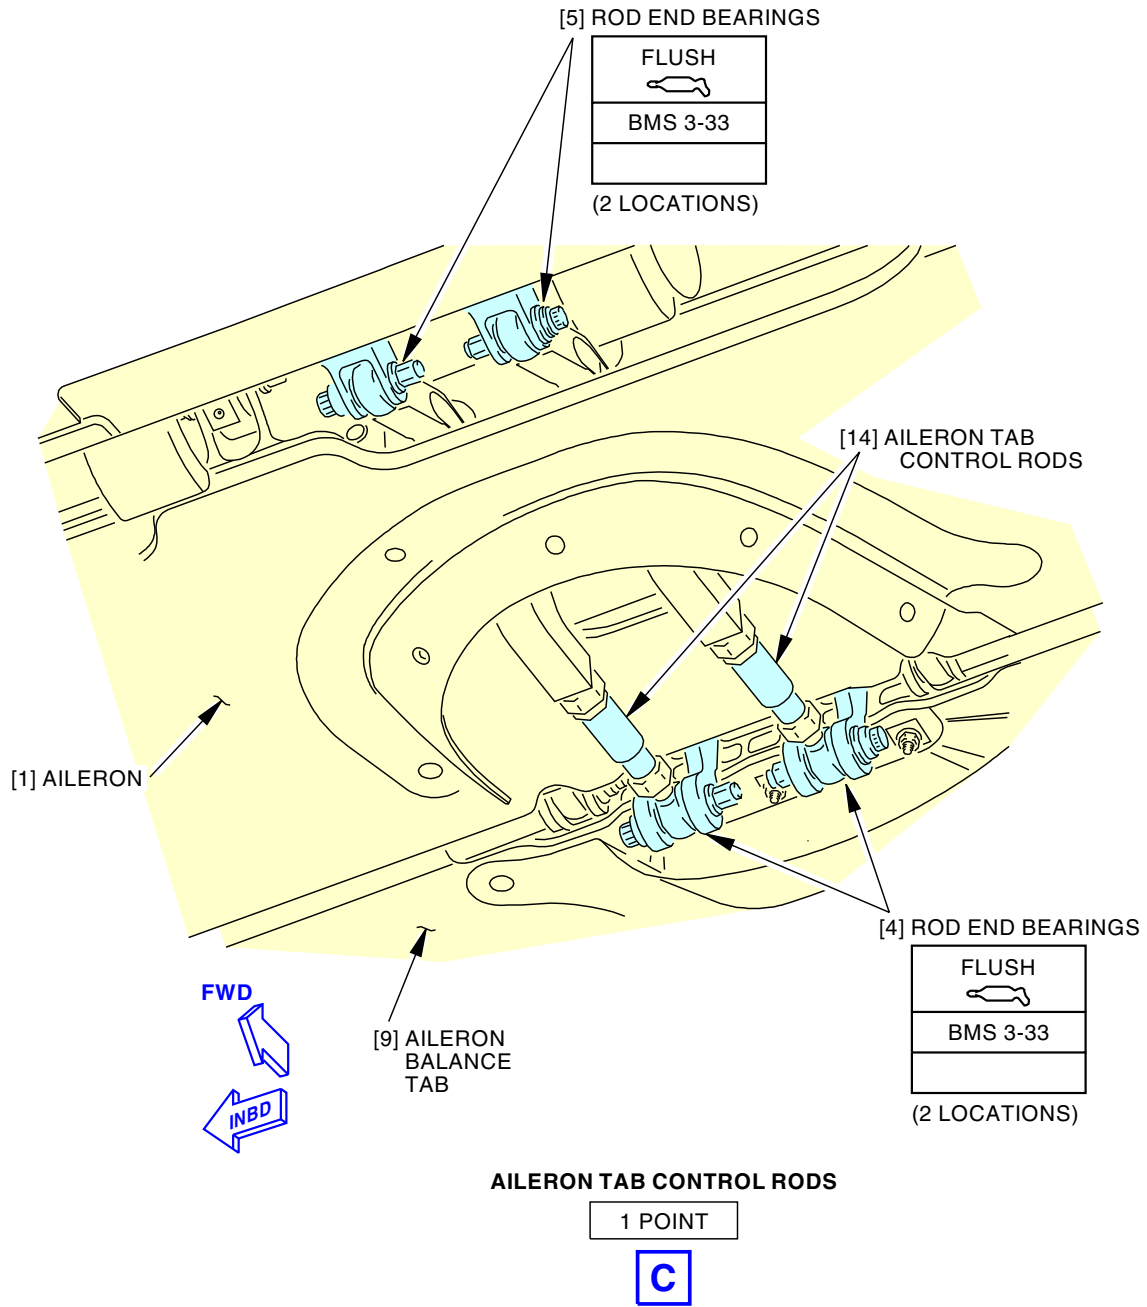 [5] ROD END BEARINGS
FLUSH
BMS 3-33
(2 LOCATIONS)
[14] AILERON TAB
CONTROL RODS
[1] AILERON
[4] ROD END BEARINGS
FLUSH
BMS 3-33
(2 LOCATIONS)
FWD
INBD
[9] AILERON
BALANCE
TAB
AILERON TAB CONTROL RODS
1 POINT
C